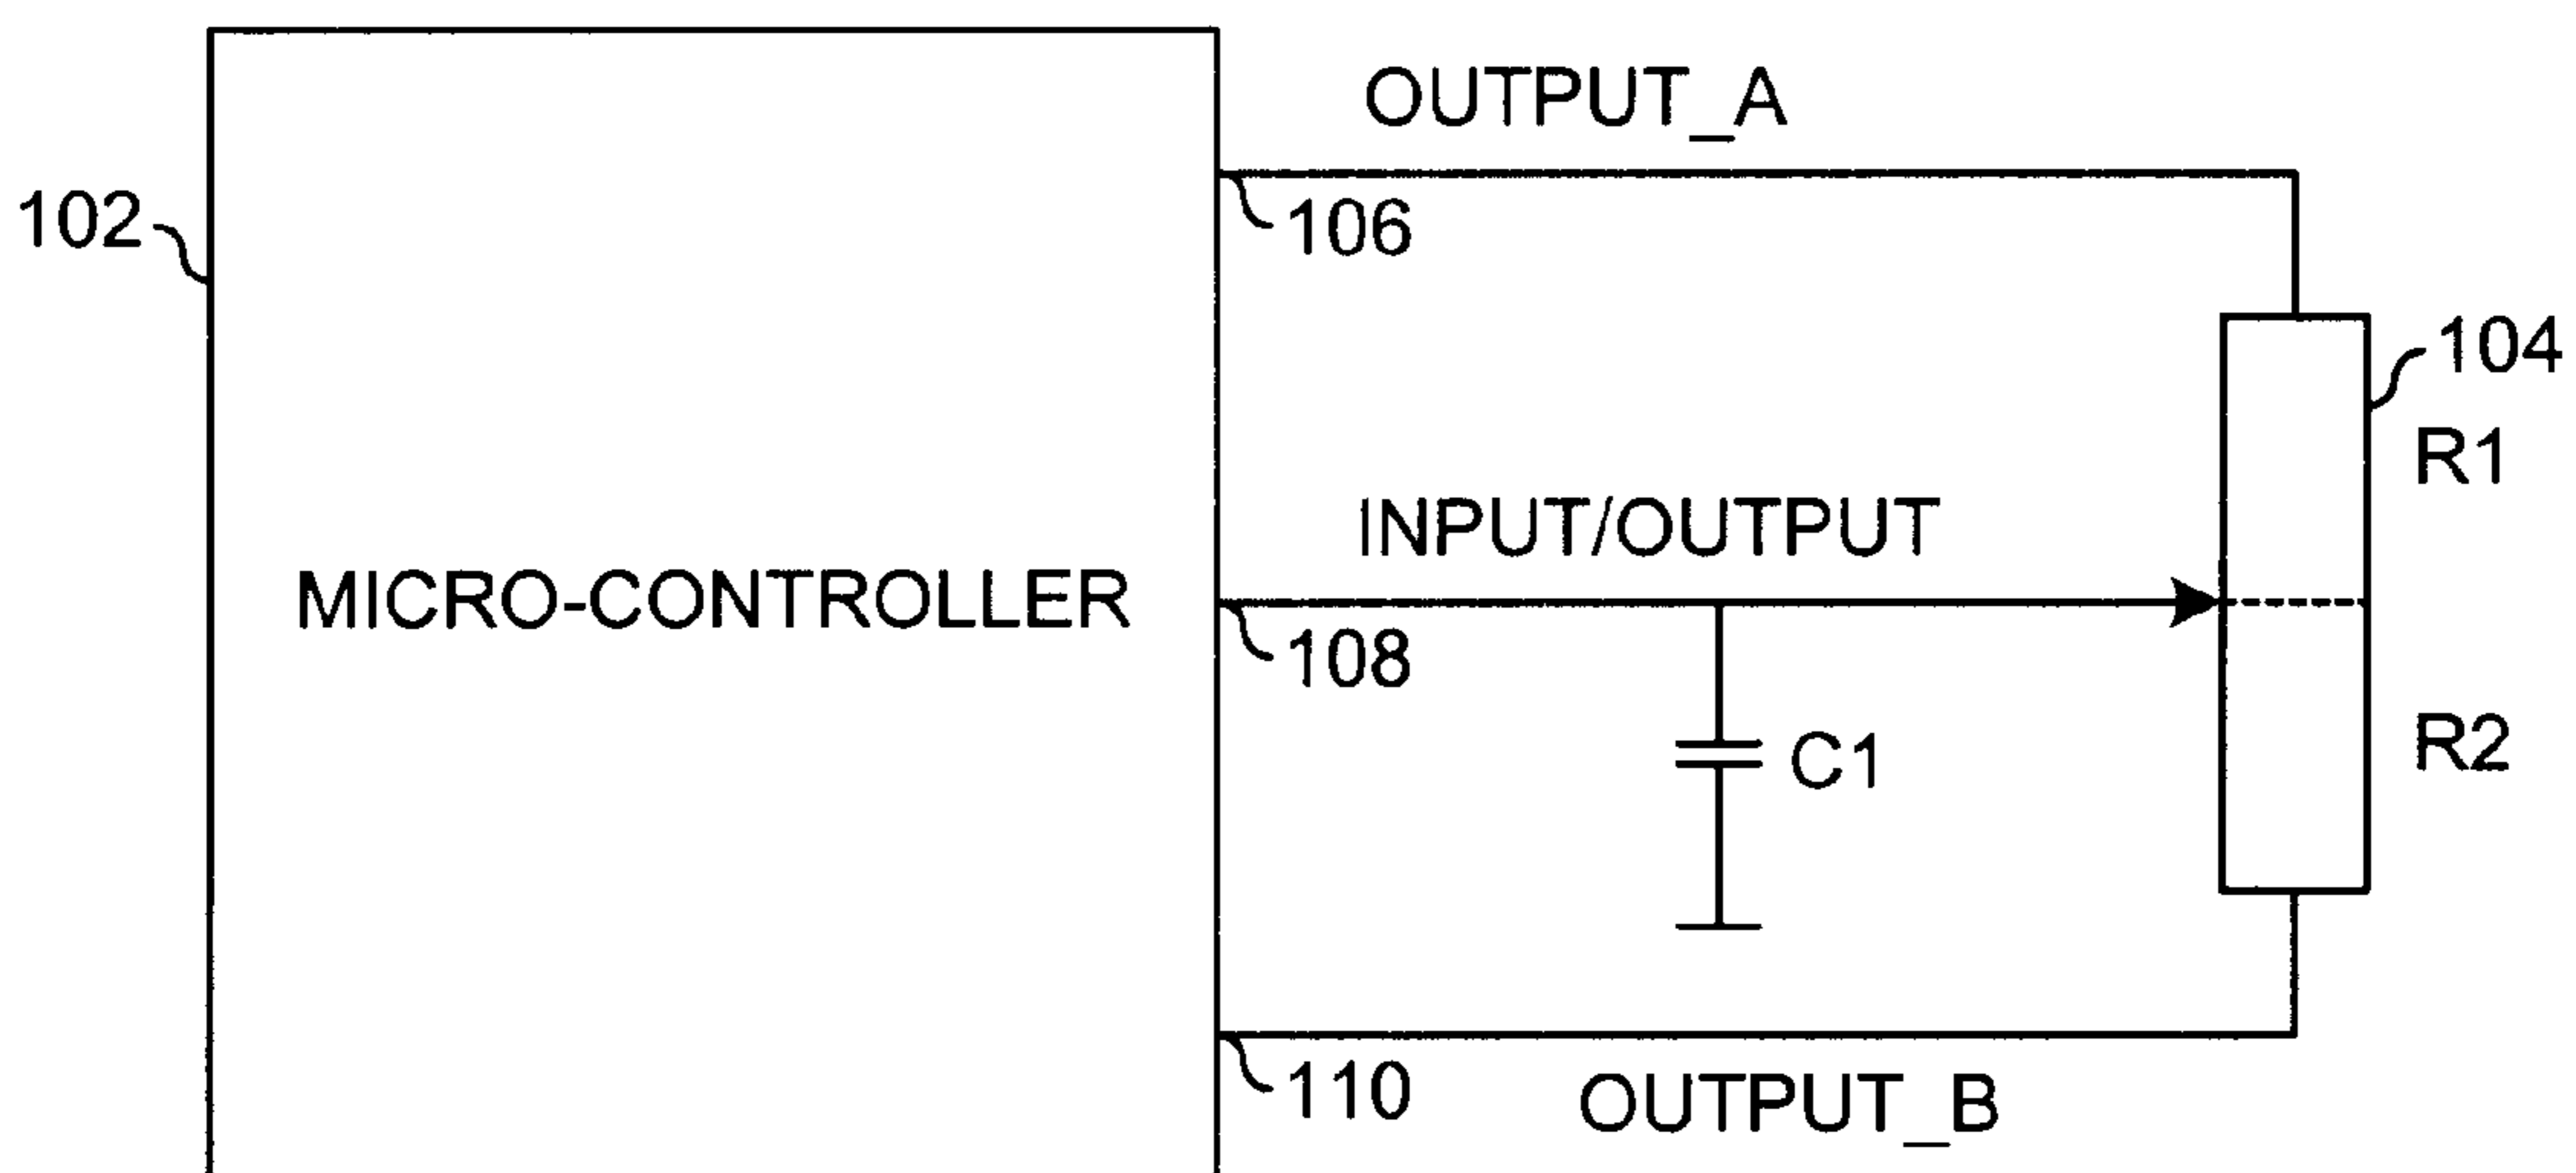 OUTPUT_A
102
106
104
R1
INPUT/OUTPUT
MICRO-CONTROLLER
108
R2
C1
110
OUTPUT_B